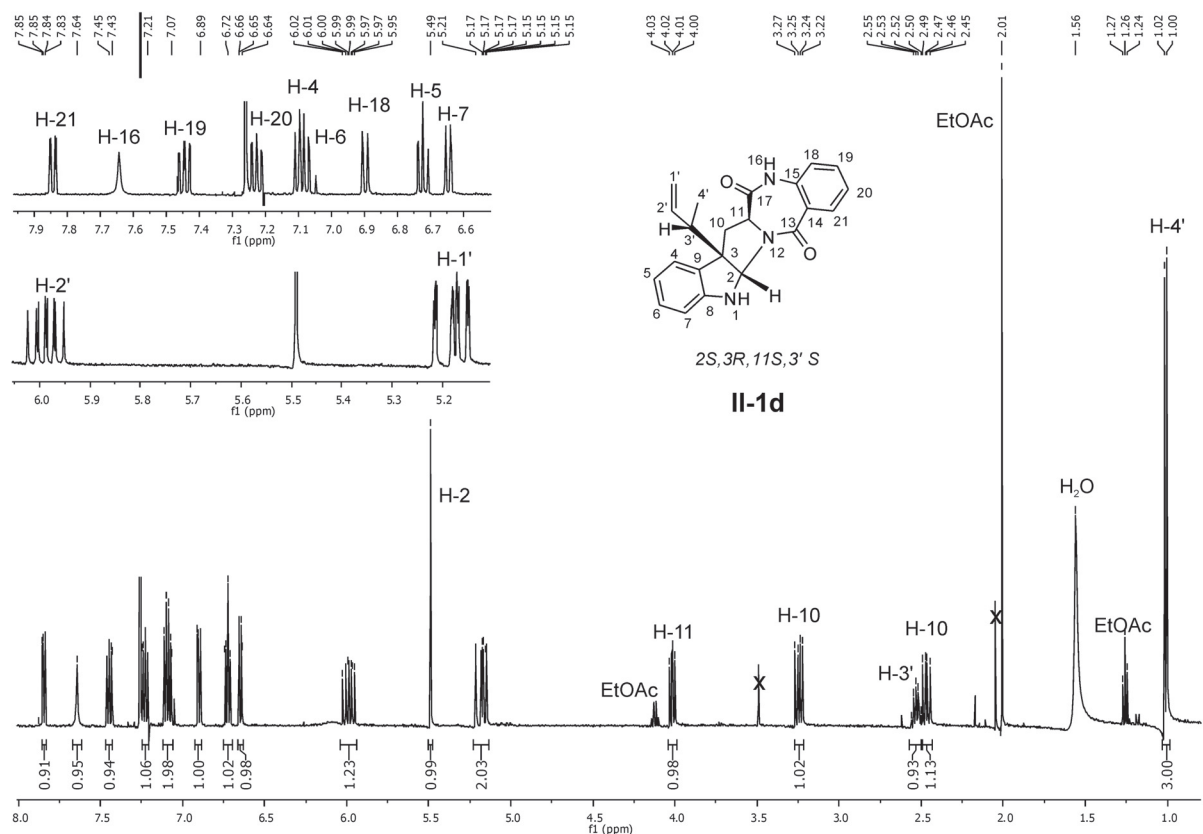 7.85 7.85 7.84 7.83 7.64 7.45 7.43 7.21 7.07 6.89 6.72 6.66 6.65 6.64 6.02 6.01 6.00 5.99 5.99 5.97 5.97 5.95 5.49 5.21 5.17 5.17 5.17 5.17 5.15 5.15 5.15 5.15 4.03 4.02 4.01 4.00 3.27 3.25 3.24 3.22 2.55 2.53 2.52 2.50 2.49 2.47 2.46 2.45 2.01 1.56 1.27 1.26 1.24 1.02 1.00
H-21
H-16
H-19
H-20
H-4
H-6
H-18
H-5
H-7
7.9 7.8 7.7 7.6 7.5 7.4 7.3 7.2 7.1 7.0 6.9 6.8 6.7 6.6
f1 (ppm)
H-2'
H-1'
6.0 5.9 5.8 5.7 5.6 5.5 5.4 5.3 5.2
f1 (ppm)
EtOAc
16 HN 15 18 19
O 17 20
1' 4' 2' 11 13 14 21
H 3' 10 N 12 O
4 9 3
5 2 H
6 7 8 NH 1
2S,3R,11S,3' S
II-1d
H-4'
H-2
H₂O
H-11
H-10
H-10
H-3'
EtOAc
EtOAc
X
X
0.91 0.95 0.94 1.06 1.98 1.00 1.02 0.98 1.23 0.99 2.03 0.98 1.02 0.93 1.13 3.00
8.0 7.5 7.0 6.5 6.0 5.5 5.0 4.5 4.0 3.5 3.0 2.5 2.0 1.5 1.0
f1 (ppm)